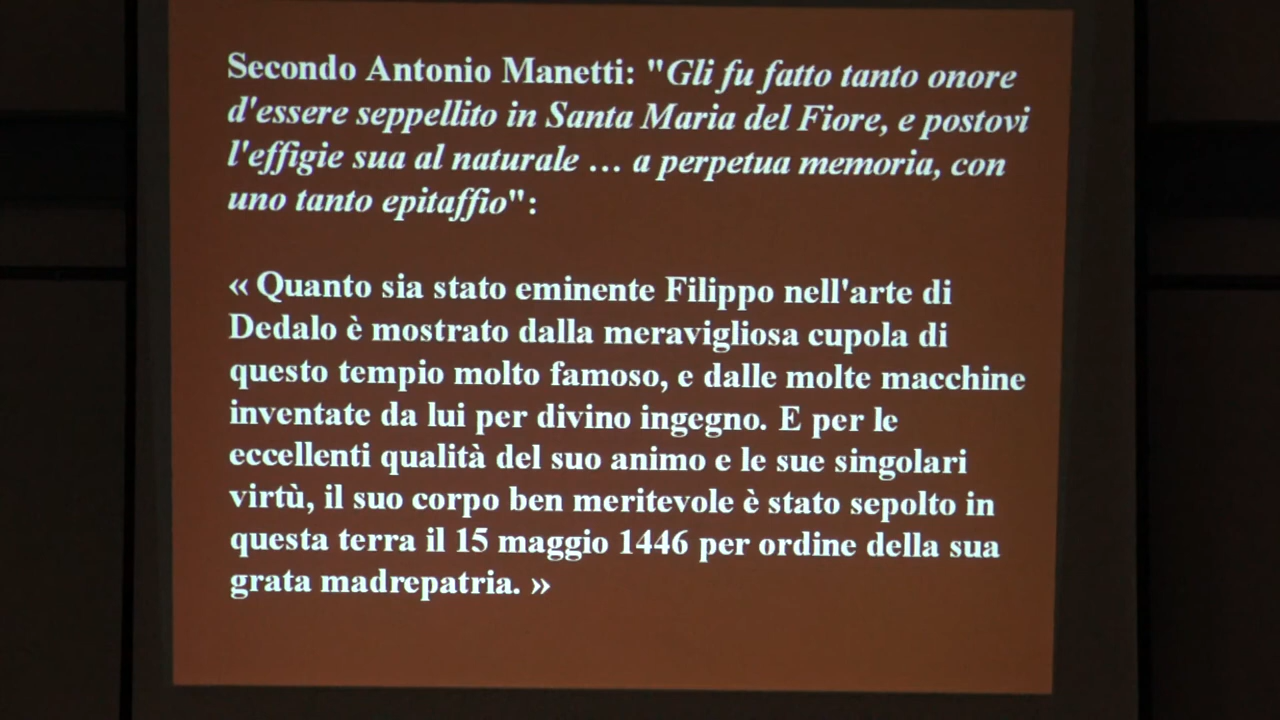 Secondo Antonio Manetti: "Gli fu fatto tanto onore
d'essere seppellito in Santa Maria del Fiore, e postovi
l'effigie sua al naturale … a perpetua memoria, con
uno tanto epitaffio":
« Quanto sia stato eminente Filippo nell'arte di
Dedalo è mostrato dalla meravigliosa cupola di
questo tempio molto famoso, e dalle molte macchine
inventate da lui per divino ingegno. E per le
eccellenti qualità del suo animo e le sue singolari
virtù, il suo corpo ben meritevole è stato sepolto in
questa terra il 15 maggio 1446 per ordine della sua
grata madrepatria. »